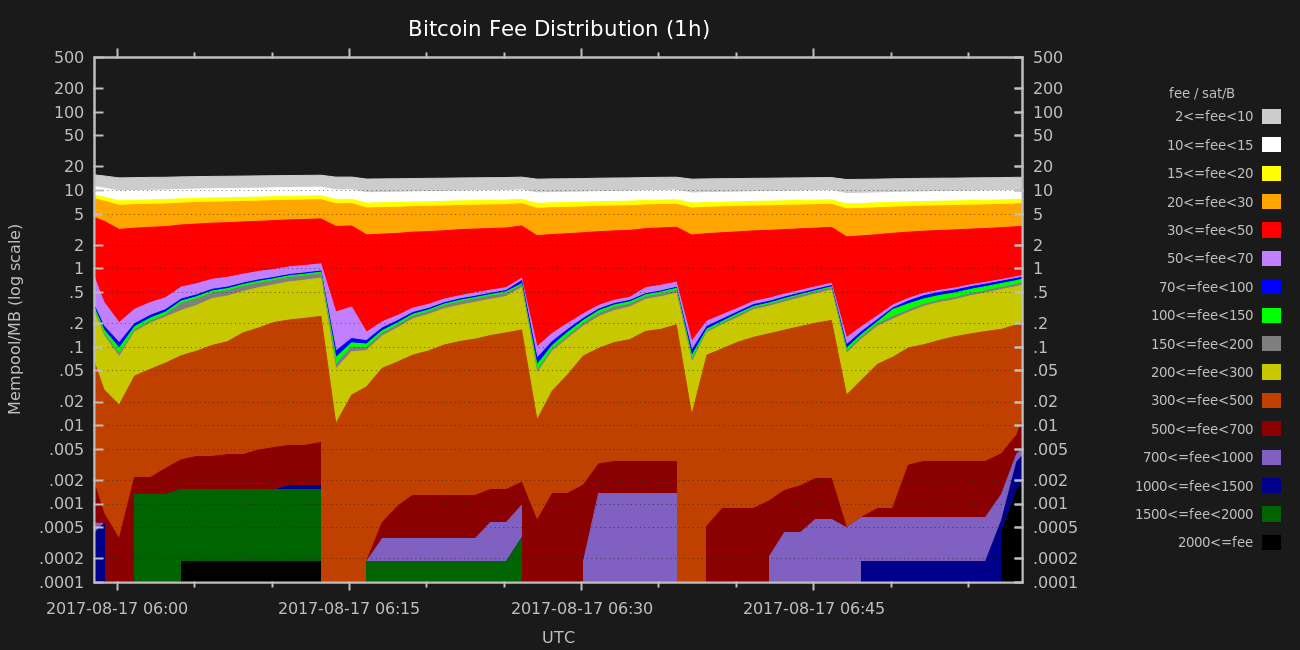 Bitcoin Fee Distribution (1h)
500 500
200 200
100 100
50 50
20 20
10 10
5 5
2 2
1 1
.5 .5
.2 .2
.1 .1
.05 .05
.02 .02
.01 .01
.005 .005
.002 .002
.001 .001
.0005 .0005
.0002 .0002
.0001 .0001
Mempool/MB (log scale)
2017-08-17 06:00 2017-08-17 06:15 2017-08-17 06:30 2017-08-17 06:45
UTC
fee / sat/B
2<=fee<10
10<=fee<15
15<=fee<20
20<=fee<30
30<=fee<50
50<=fee<70
70<=fee<100
100<=fee<150
150<=fee<200
200<=fee<300
300<=fee<500
500<=fee<700
700<=fee<1000
1000<=fee<1500
1500<=fee<2000
2000<=fee